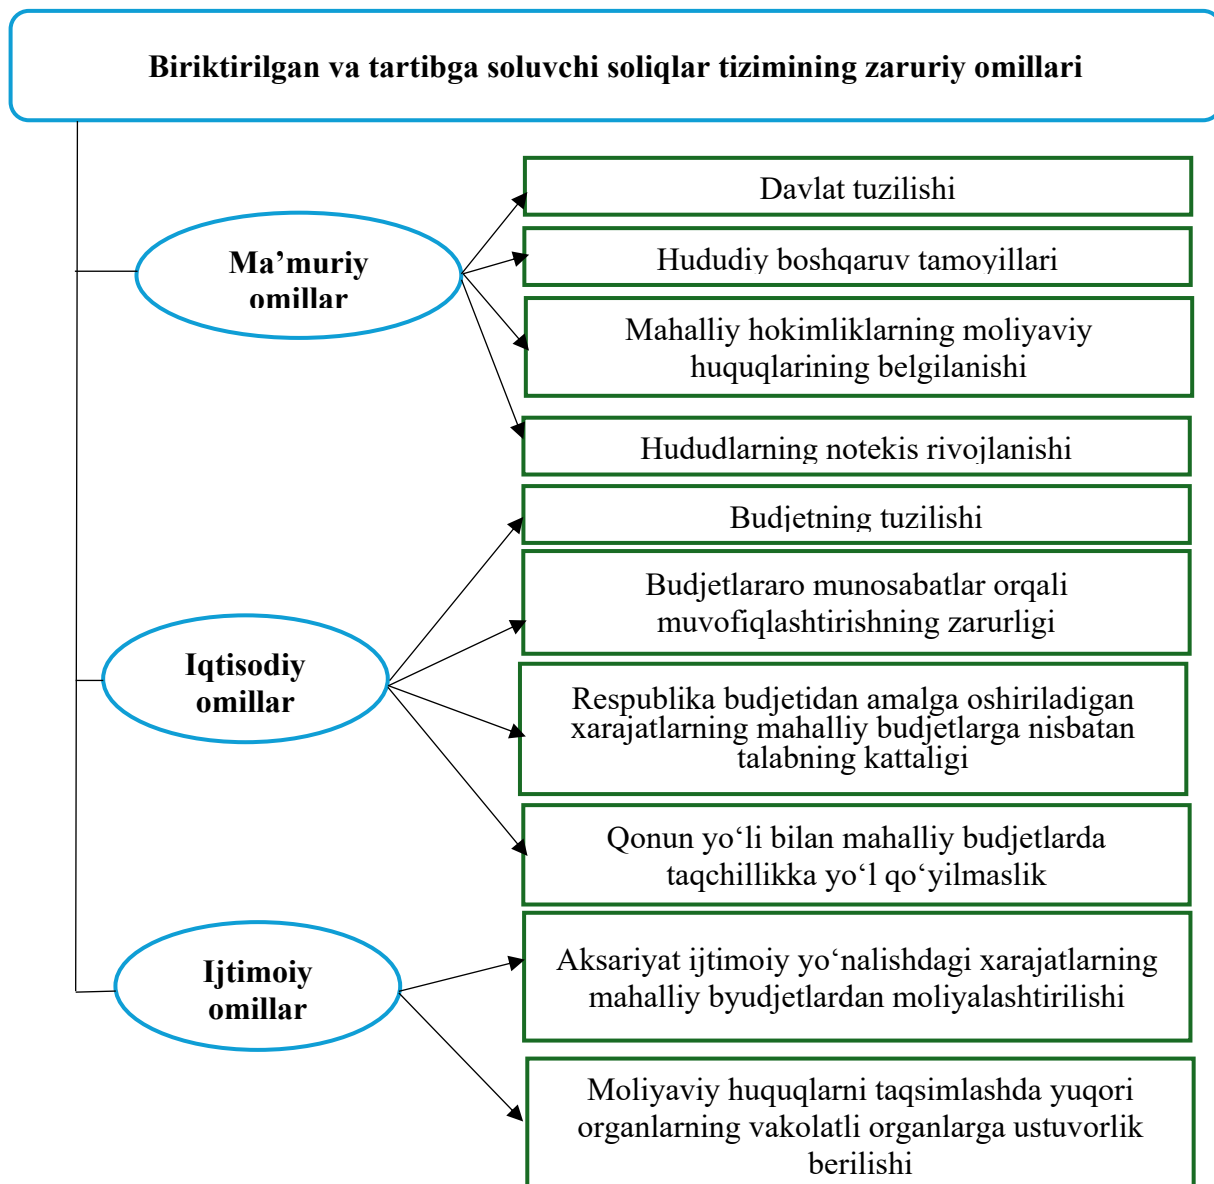 Biriktirilgan va tartibga soluvchi soliqlar tizimining zaruriy omillari
Ma’muriy
omillar
Davlat tuzilishi
Hududiy boshqaruv tamoyillari
Mahalliy hokimliklarning moliyaviy
huquqlarining belgilanishi
Hududlarning notekis rivojlanishi
Iqtisodiy
omillar
Budjetning tuzilishi
Budjetlararo munosabatlar orqali
muvofiqlashtirishning zarurligi
Respublika budjetidan amalga oshiriladigan
xarajatlarning mahalliy budjetlarga nisbatan
talabning kattaligi
Qonun yo‘li bilan mahalliy budjetlarda
taqchillikka yo‘l qo‘yilmaslik
Ijtimoiy
omillar
Aksariyat ijtimoiy yo‘nalishdagi xarajatlarning
mahalliy byudjetlardan moliyalashtirilishi
Moliyaviy huquqlarni taqsimlashda yuqori
organlarning vakolatli organlarga ustuvorlik
berilishi